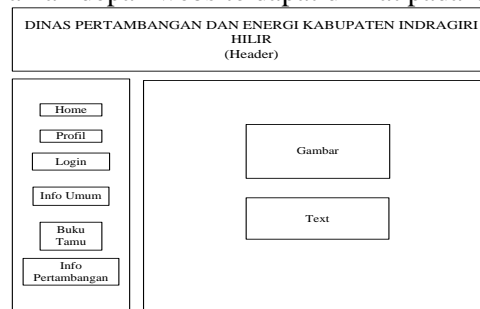 DINAS PERTAMBANGAN DAN ENERGI KABUPATEN INDRAGIRI
HILIR
(Header)
Home
Profil
Login
Info Umum
Buku
Tamu
Info
Pertambangan
Gambar
Text